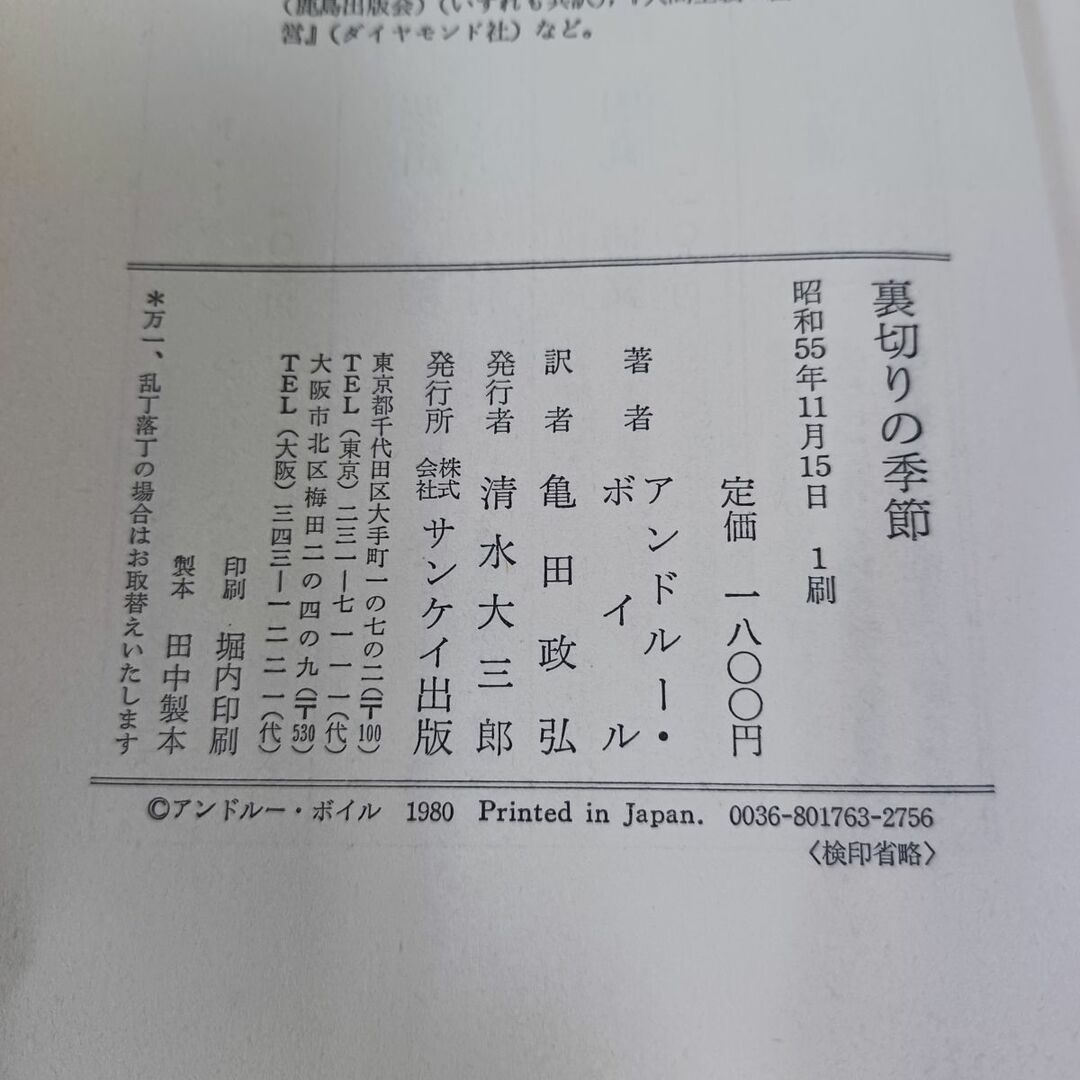 営』(ダイヤモンド社)など。
裏切りの季節
昭和55年11月15日 1刷
定価 一八〇〇円
著者 アンドルー・
ボイル
訳者 亀田政弘
発行者 清水大三郎
発行所 株式会社 サンケイ出版
東京都千代田区大手町一の七の二(〒100)
TEL(東京)二三一―七一一一(代)
大阪市北区梅田二の四の九(〒530)
TEL(大阪)三四三―一二二一(代)
印刷 堀内印刷
製本 田中製本
*万一、乱丁落丁の場合はお取替えいたします
©アンドルー・ボイル 1980 Printed in Japan. 0036-801763-2756
〈検印省略〉